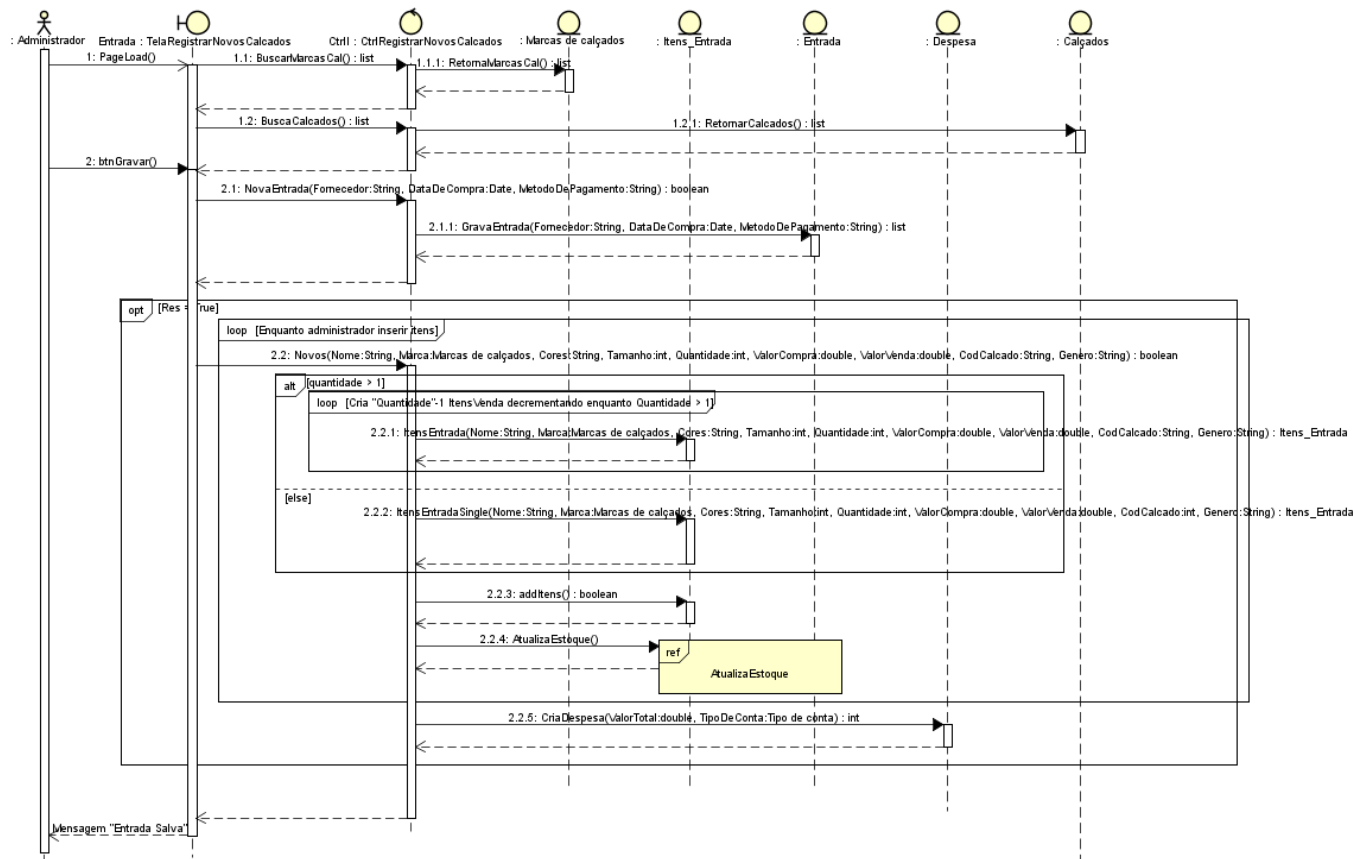 : Administrador
Entrada : TelaRegistrarNovosCalcados
Ctrll : CtrlRegistrarNovosCalcados
: Marcas de calçados
: Itens_Entrada
: Entrada
: Despesa
: Calçados
1: PageLoad()
1.1: BuscarMarcasCal() : list
1.1.1: RetornaMarcasCal() : list
1.2: BuscaCalcados() : list
1.2.1: RetornarCalcados() : list
2: btnGravar()
2.1: NovaEntrada(Fornecedor:String, DataDeCompra:Date, MetodoDePagamento:String) : boolean
2.1.1: GravaEntrada(Fornecedor:String, DataDeCompra:Date, MetodoDePagamento:String) : list
opt [Res = True]
loop [Enquanto administrador inserir itens]
2.2: Novos(Nome:String, Marca:Marcas de calçados, Cores:String, Tamanho:int, Quantidade:int, ValorCompra:double, ValorVenda:double, CodCalcado:String, Genero:String) : boolean
alt [quantidade > 1]
loop [Cria "Quantidade"-1 ItensVenda decrementando enquanto Quantidade > 1]
2.2.1: ItensEntrada(Nome:String, Marca:Marcas de calçados, Cores:String, Tamanho:int, Quantidade:int, ValorCompra:double, ValorVenda:double, CodCalcado:String, Genero:String) : Itens_Entrada
[else]
2.2.2: ItensEntradaSingle(Nome:String, Marca:Marcas de calçados, Cores:String, Tamanho:int, Quantidade:int, ValorCompra:double, ValorVenda:double, CodCalcado:int, Genero:String) : Itens_Entrada
2.2.3: addItens() : boolean
2.2.4: AtualizaEstoque()
ref
AtualizaEstoque
2.2.5: CriaDespesa(ValorTotal:double, TipoDeConta:Tipo de conta) : int
Mensagem "Entrada Salva"